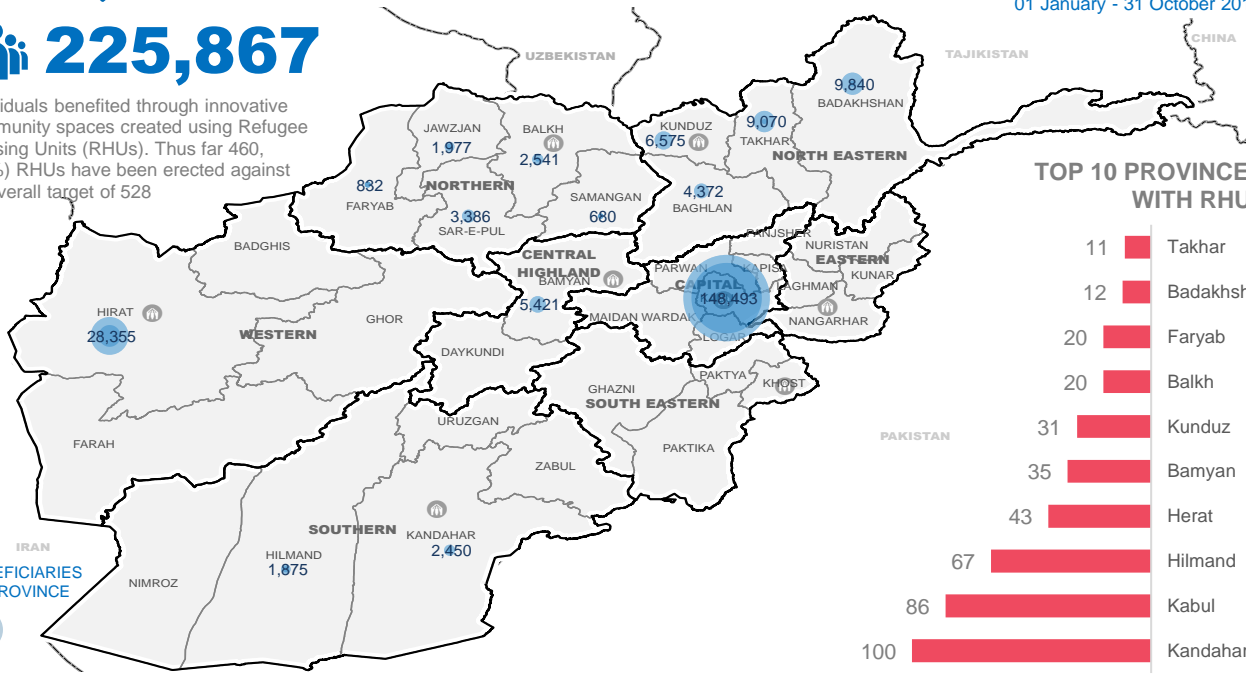 01 January - 31 October 201
225,867
viduals benefited through innovative
mmunity spaces created using Refugee
sing Units (RHUs). Thus far 460,
%) RHUs have been erected against
verall target of 528
UZBEKISTAN
TAJIKISTAN
CHINA
9,840
BADAKHSHAN
JAWZJAN
1,977
BALKH
2,541
KUNDUZ
6,575
9,070
TAKHAR
NORTH EASTERN
832
FARYAB
NORTHERN
3,386
SAR-E-PUL
SAMANGAN
680
4,372
BAGHLAN
BADGHIS
CENTRAL
HIGHLAND
BAMYAN
5,421
PANJSHER
PARWAN
KAPISA
CAPITAL
148,493
NURISTAN
EASTERN
KUNAR
LAGHMAN
NANGARHAR
HIRAT
28,355
WESTERN
GHOR
MAIDAN WARDAK
LOGAR
DAYKUNDI
GHAZNI
PAKTYA
KHOST
SOUTH EASTERN
PAKTIKA
PAKISTAN
FARAH
URUZGAN
ZABUL
SOUTHERN
KANDAHAR
2,450
HILMAND
1,875
NIMROZ
IRAN
EFICIARIES
ROVINCE
TOP 10 PROVINCE
WITH RHU
11 Takhar
12 Badakhsh
20 Faryab
20 Balkh
31 Kunduz
35 Bamyan
43 Herat
67 Hilmand
86 Kabul
100 Kandahar